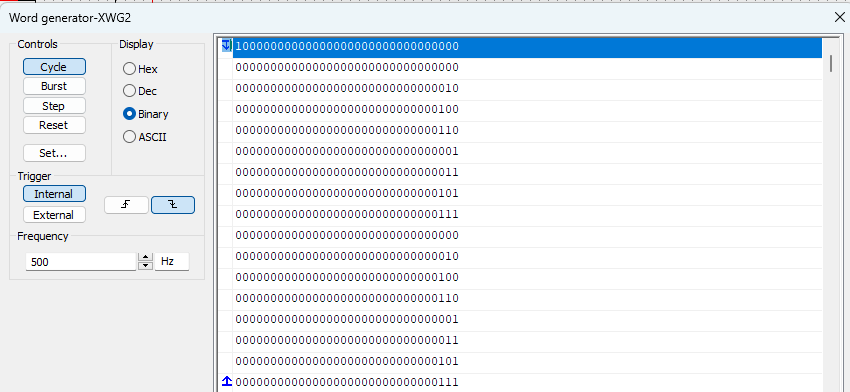 Word generator-XWG2
Controls
Cycle
Burst
Step
Reset
Set...
Display
Hex
Dec
Binary
ASCII
Trigger
Internal
External
Frequency
500
Hz
10000000000000000000000000000000
00000000000000000000000000000000
00000000000000000000000000000010
00000000000000000000000000000100
00000000000000000000000000000110
00000000000000000000000000000001
00000000000000000000000000000011
00000000000000000000000000000101
00000000000000000000000000000111
00000000000000000000000000000000
00000000000000000000000000000010
00000000000000000000000000000100
00000000000000000000000000000110
00000000000000000000000000000001
00000000000000000000000000000011
00000000000000000000000000000101
00000000000000000000000000000111